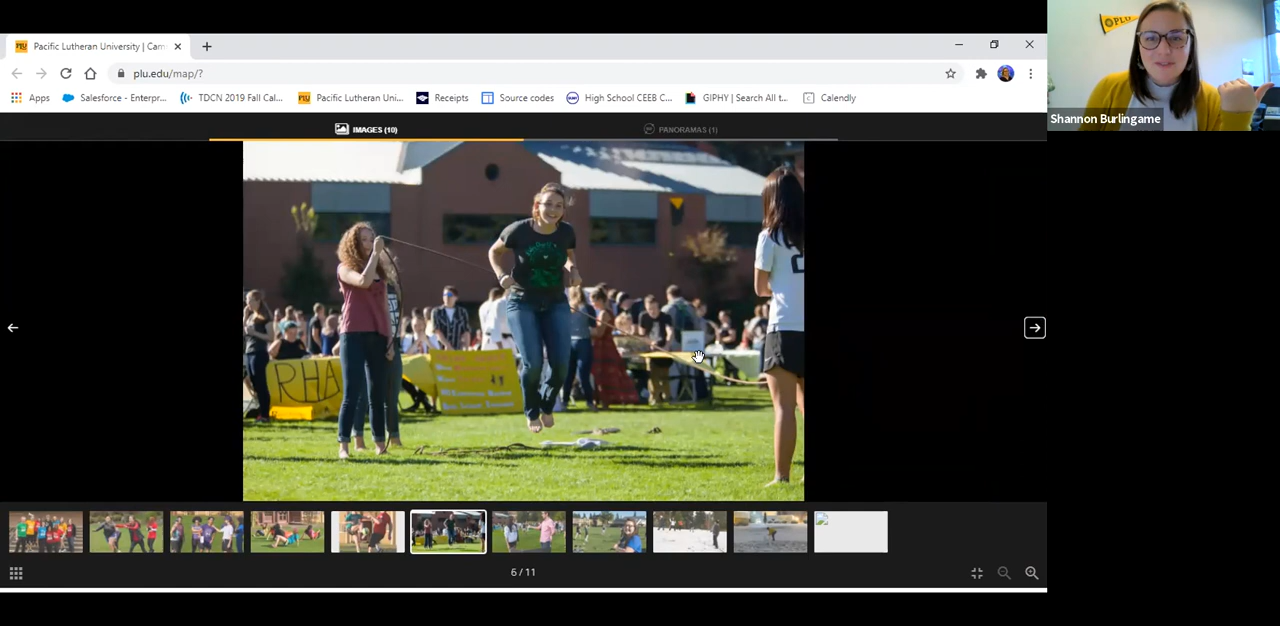 Pacific Lutheran University | Cam
plu.edu/map/?
Apps
Salesforce - Enterpr...
TDCN 2019 Fall Cal...
Pacific Lutheran Uni...
Receipts
Source codes
High School CEEB C...
GIPHY | Search All t...
Calendly
IMAGES (10)
PANORAMAS (1)
PLU
Shannon Burlingame
RHA
6 / 11